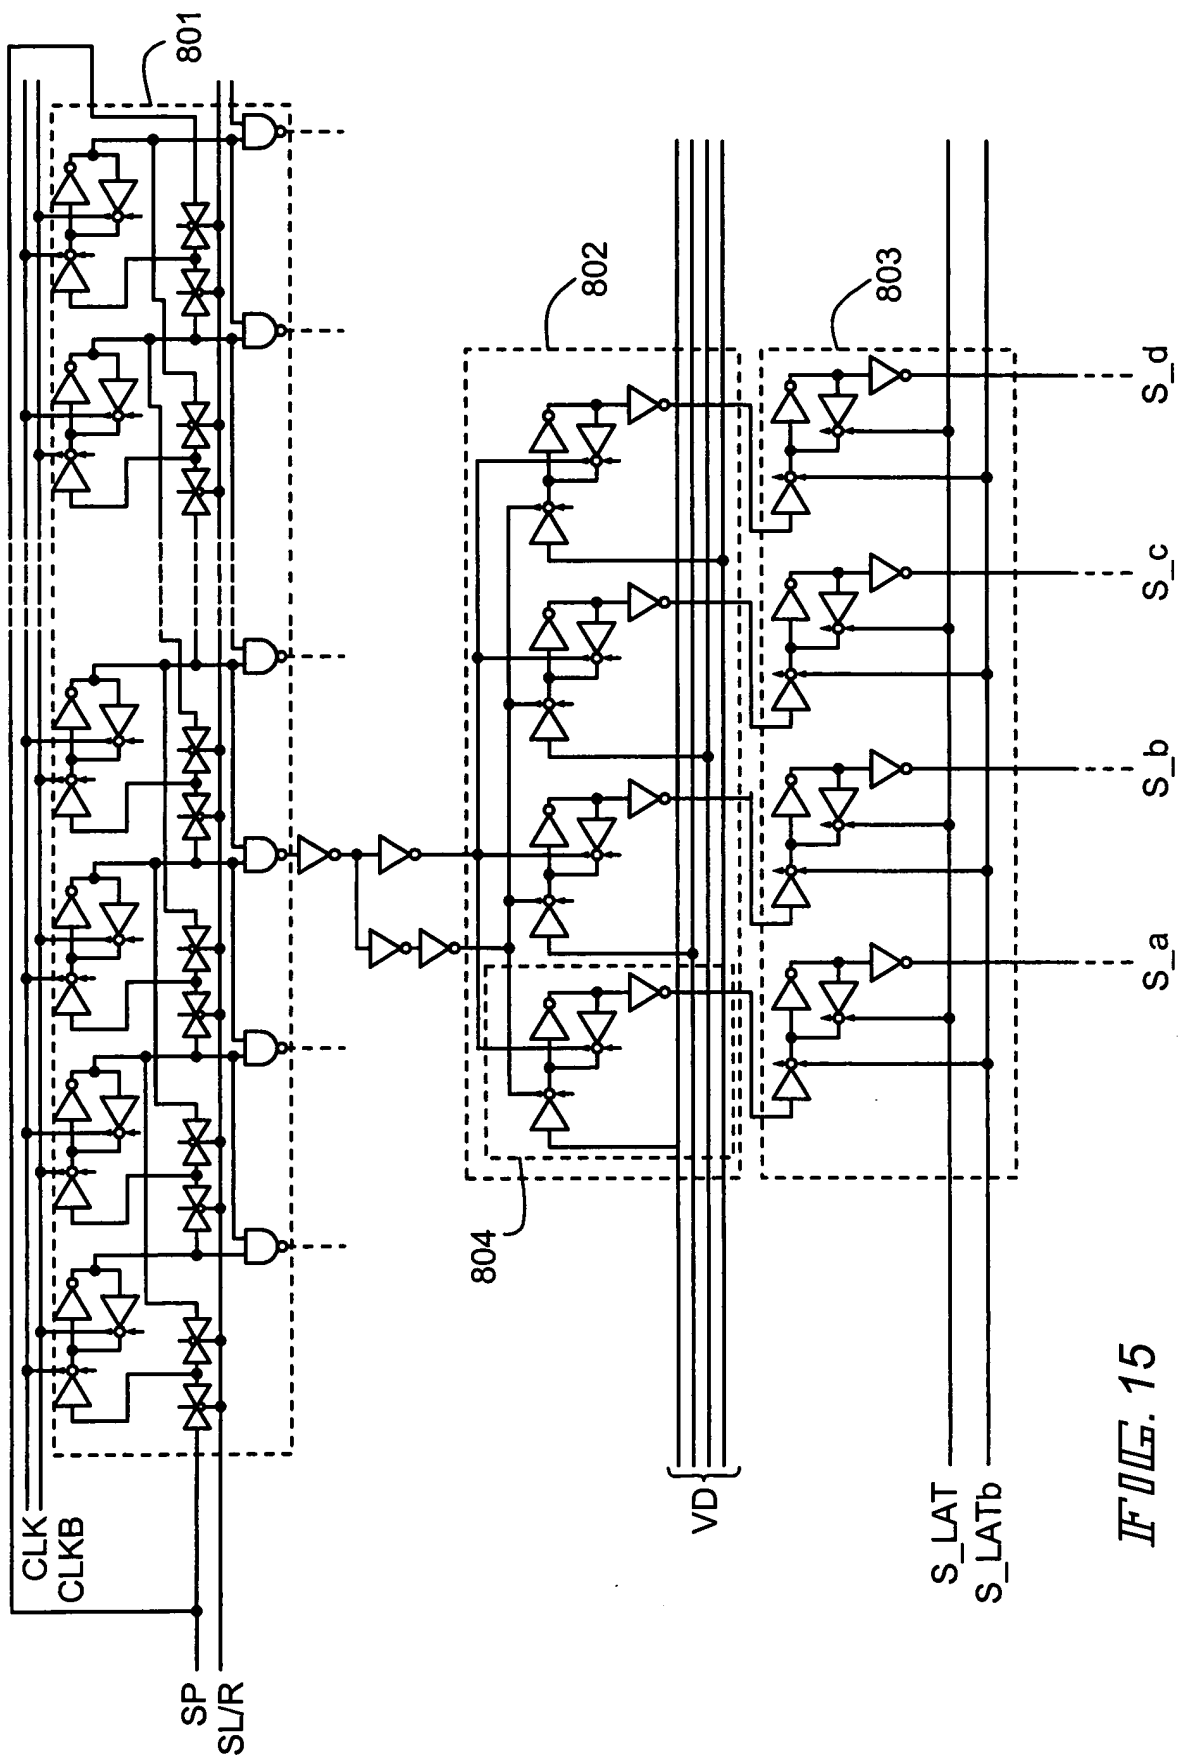 801
CLK
CLKB
SP
SL/R
802
804
VD
803
S_LAT
S_LATb
S_a
S_b
S_c
S_d
FIG. 15